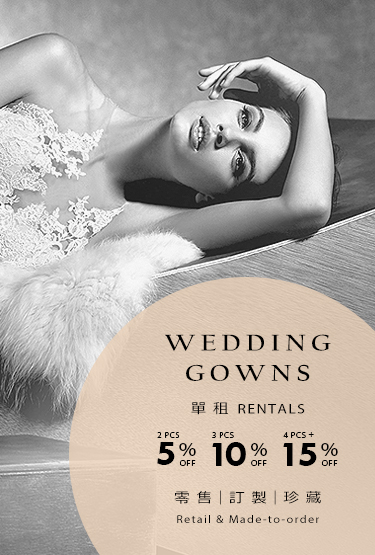 WEDDING
GOWNS
單租 RENTALS
2 PCS 3 PCS 4 PCS +
5% OFF 10% OFF 15% OFF
零售|訂製|珍藏
Retail & Made-to-order